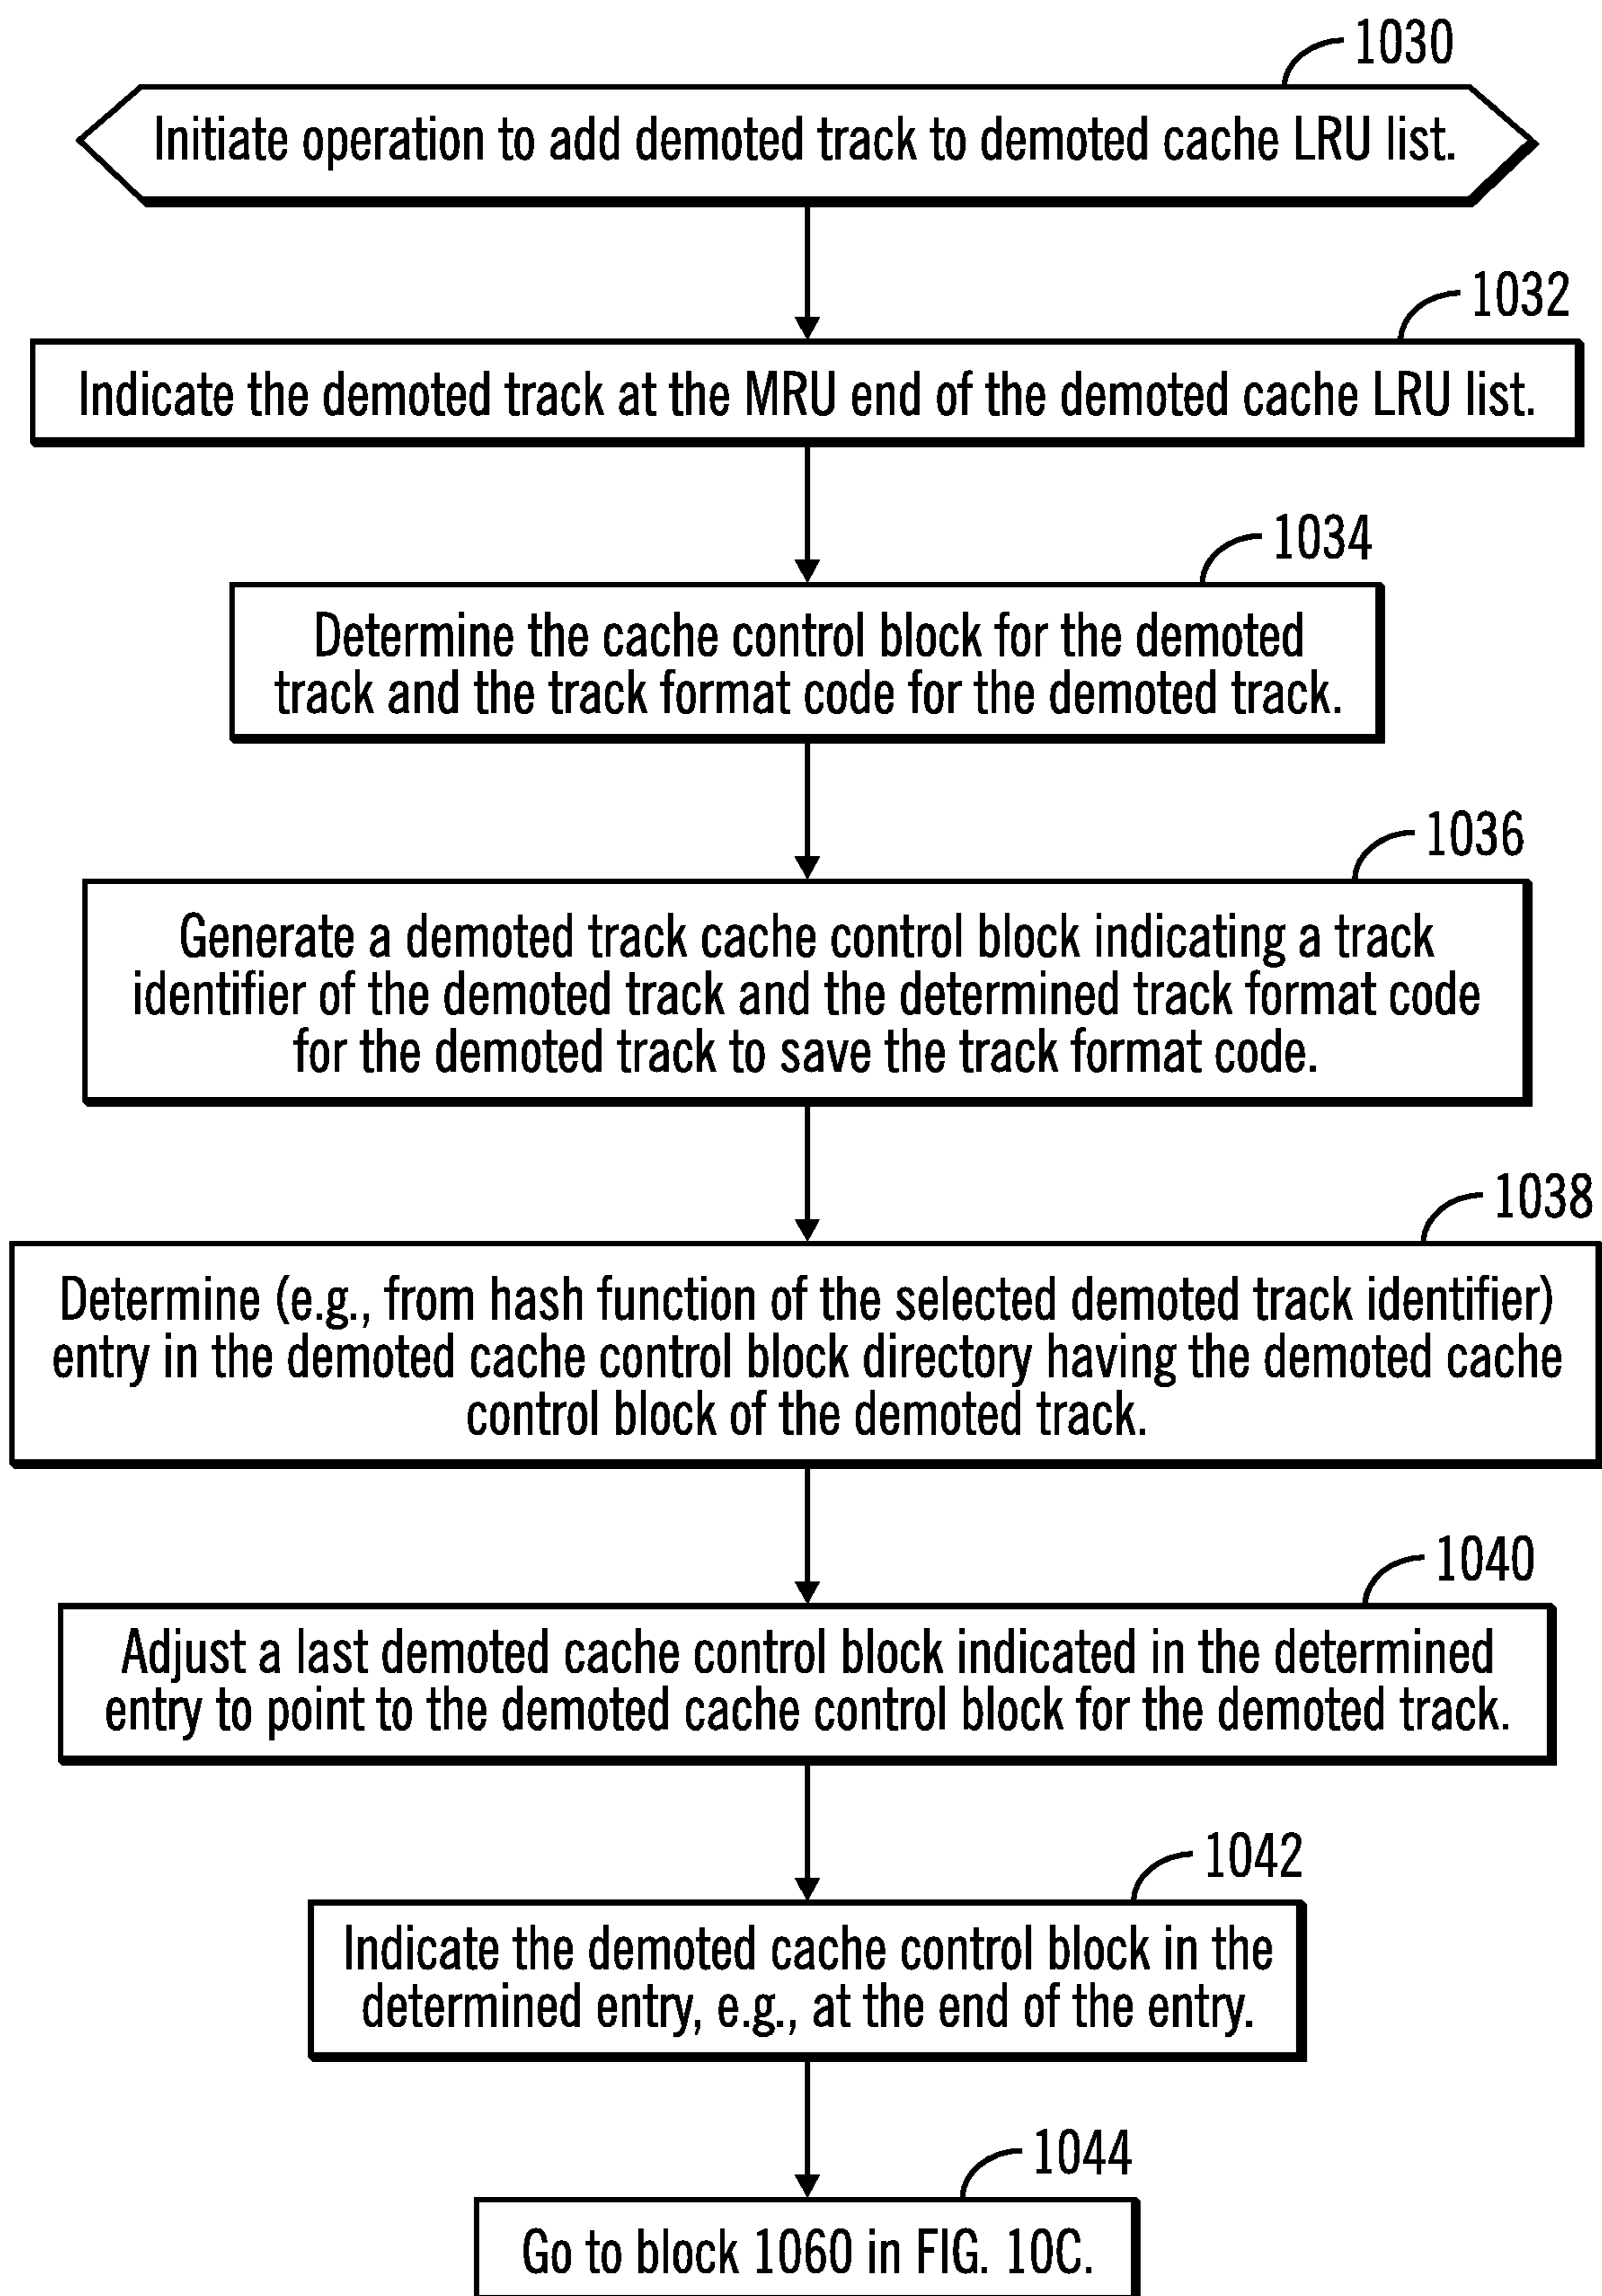 1030
Initiate operation to add demoted track to demoted cache LRU list.
1032
Indicate the demoted track at the MRU end of the demoted cache LRU list.
1034
Determine the cache control block for the demoted
track and the track format code for the demoted track.
1036
Generate a demoted track cache control block indicating a track
identifier of the demoted track and the determined track format code
for the demoted track to save the track format code.
1038
Determine (e.g., from hash function of the selected demoted track identifier)
entry in the demoted cache control block directory having the demoted cache
control block of the demoted track.
1040
Adjust a last demoted cache control block indicated in the determined
entry to point to the demoted cache control block for the demoted track.
1042
Indicate the demoted cache control block in the
determined entry, e.g., at the end of the entry.
1044
Go to block 1060 in FIG. 10C.